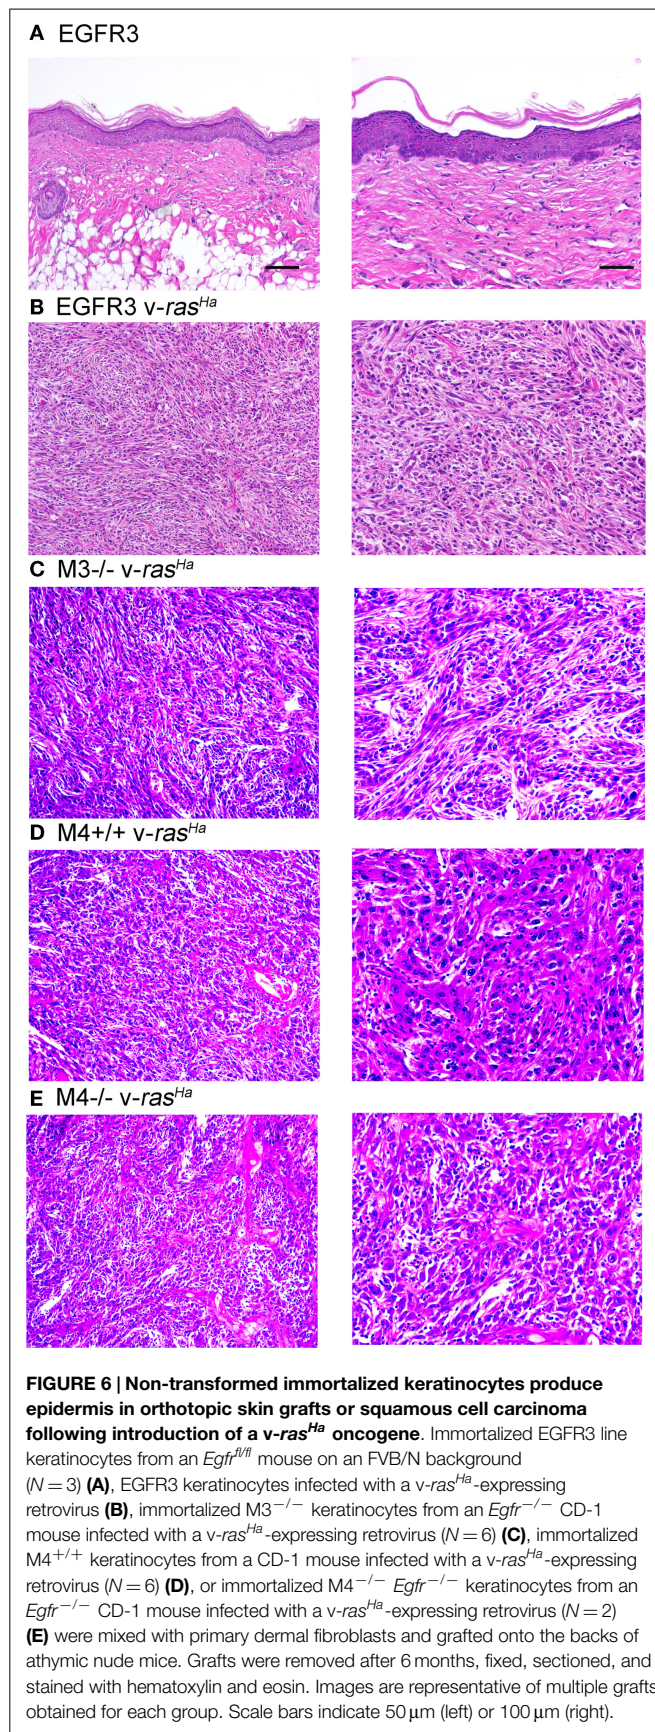 A EGFR3
B EGFR3 v-ras^Ha
C M3-/- v-ras^Ha
D M4+/+ v-ras^Ha
E M4-/- v-ras^Ha
FIGURE 6 | Non-transformed immortalized keratinocytes produce
epidermis in orthotopic skin grafts or squamous cell carcinoma
following introduction of a v-ras^Ha oncogene. Immortalized EGFR3 line
keratinocytes from an Egfr^fl/fl mouse on an FVB/N background
(N = 3) (A), EGFR3 keratinocytes infected with a v-ras^Ha-expressing
retrovirus (B), immortalized M3^−/− keratinocytes from an Egfr^−/− CD-1
mouse infected with a v-ras^Ha-expressing retrovirus (N = 6) (C), immortalized
M4^+/+ keratinocytes from a CD-1 mouse infected with a v-ras^Ha-expressing
retrovirus (N = 6) (D), or immortalized M4^−/− Egfr^−/− keratinocytes from an
Egfr^−/− CD-1 mouse infected with a v-ras^Ha-expressing retrovirus (N = 2)
(E) were mixed with primary dermal fibroblasts and grafted onto the backs of
athymic nude mice. Grafts were removed after 6 months, fixed, sectioned, and
stained with hematoxylin and eosin. Images are representative of multiple grafts
obtained for each group. Scale bars indicate 50 μm (left) or 100 μm (right).